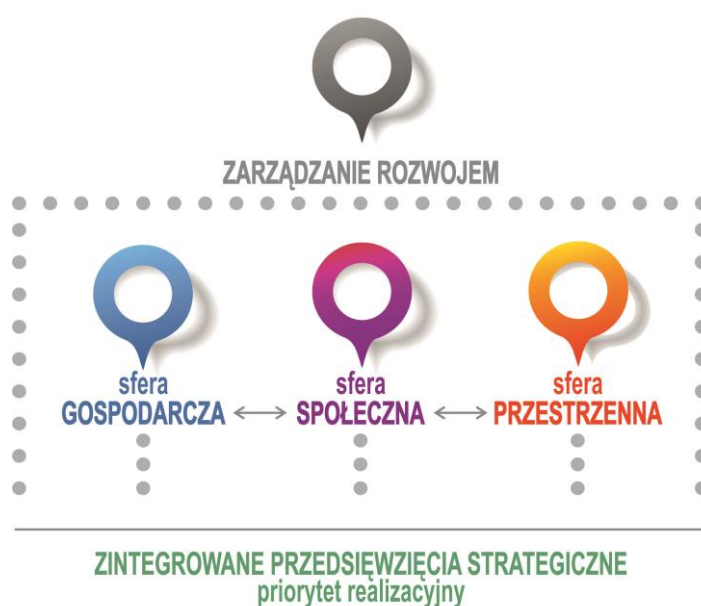 ZARZĄDZANIE ROZWOJEM
sfera
GOSPODARCZA
sfera
SPOŁECZNA
sfera
PRZESTRZENNA
ZINTEGROWANE PRZEDSIĘWZIĘCIA STRATEGICZNE
priorytet realizacyjny